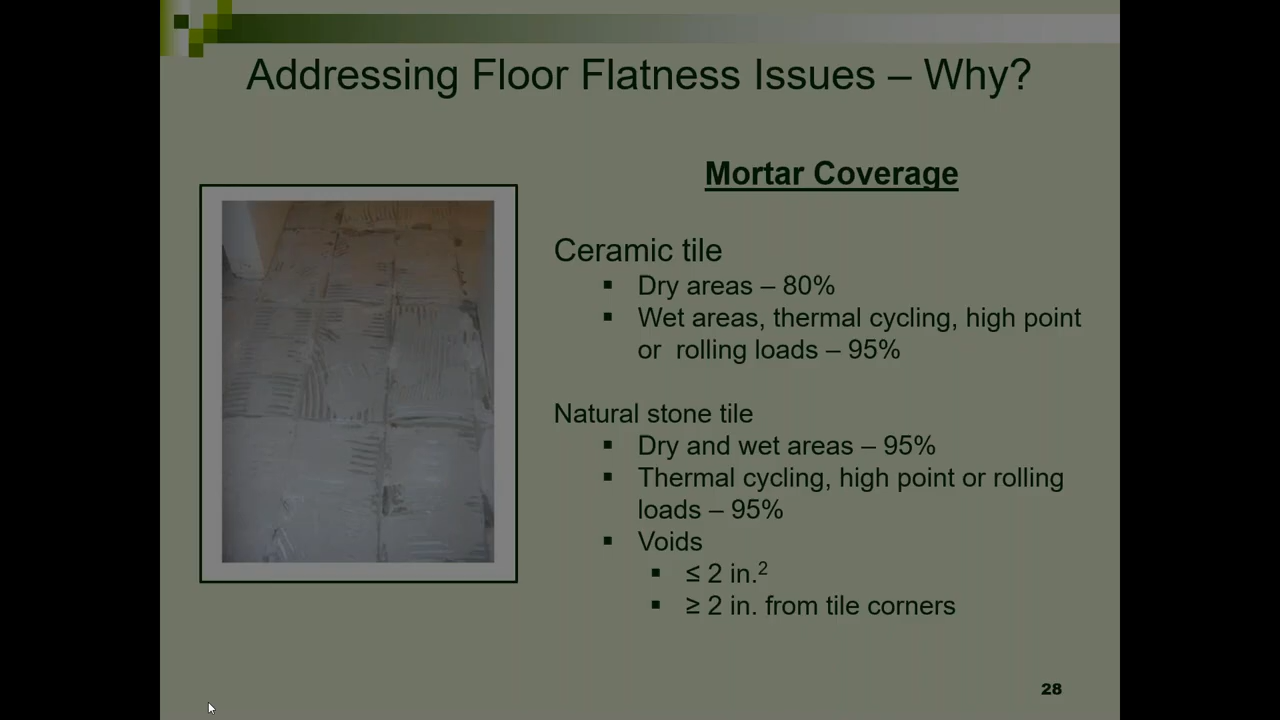 Addressing Floor Flatness Issues – Why?
Mortar Coverage
Ceramic tile
▪ Dry areas – 80%
▪ Wet areas, thermal cycling, high point
or rolling loads – 95%
Natural stone tile
▪ Dry and wet areas – 95%
▪ Thermal cycling, high point or rolling
loads – 95%
▪ Voids
▪ ≤ 2 in.²
▪ ≥ 2 in. from tile corners
28